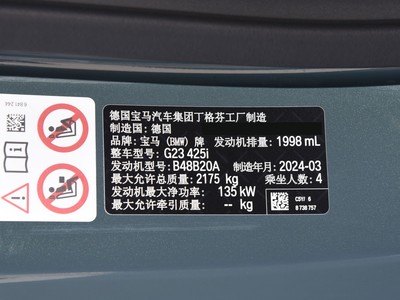 德国宝马汽车集团丁格芬工厂制造
制造国: 德国
品牌: 宝马 (BMW) 牌 发动机排量: 1998 mL
整车型号: G23 425i
发动机型号: B48B20A 制造年月: 2024-03
最大允许总质量: 2175 kg 乘坐人数: 4
发动机最大净功率: 135 kW
最大允许牵引质量: -- kg
CSYU 6
8 738 757